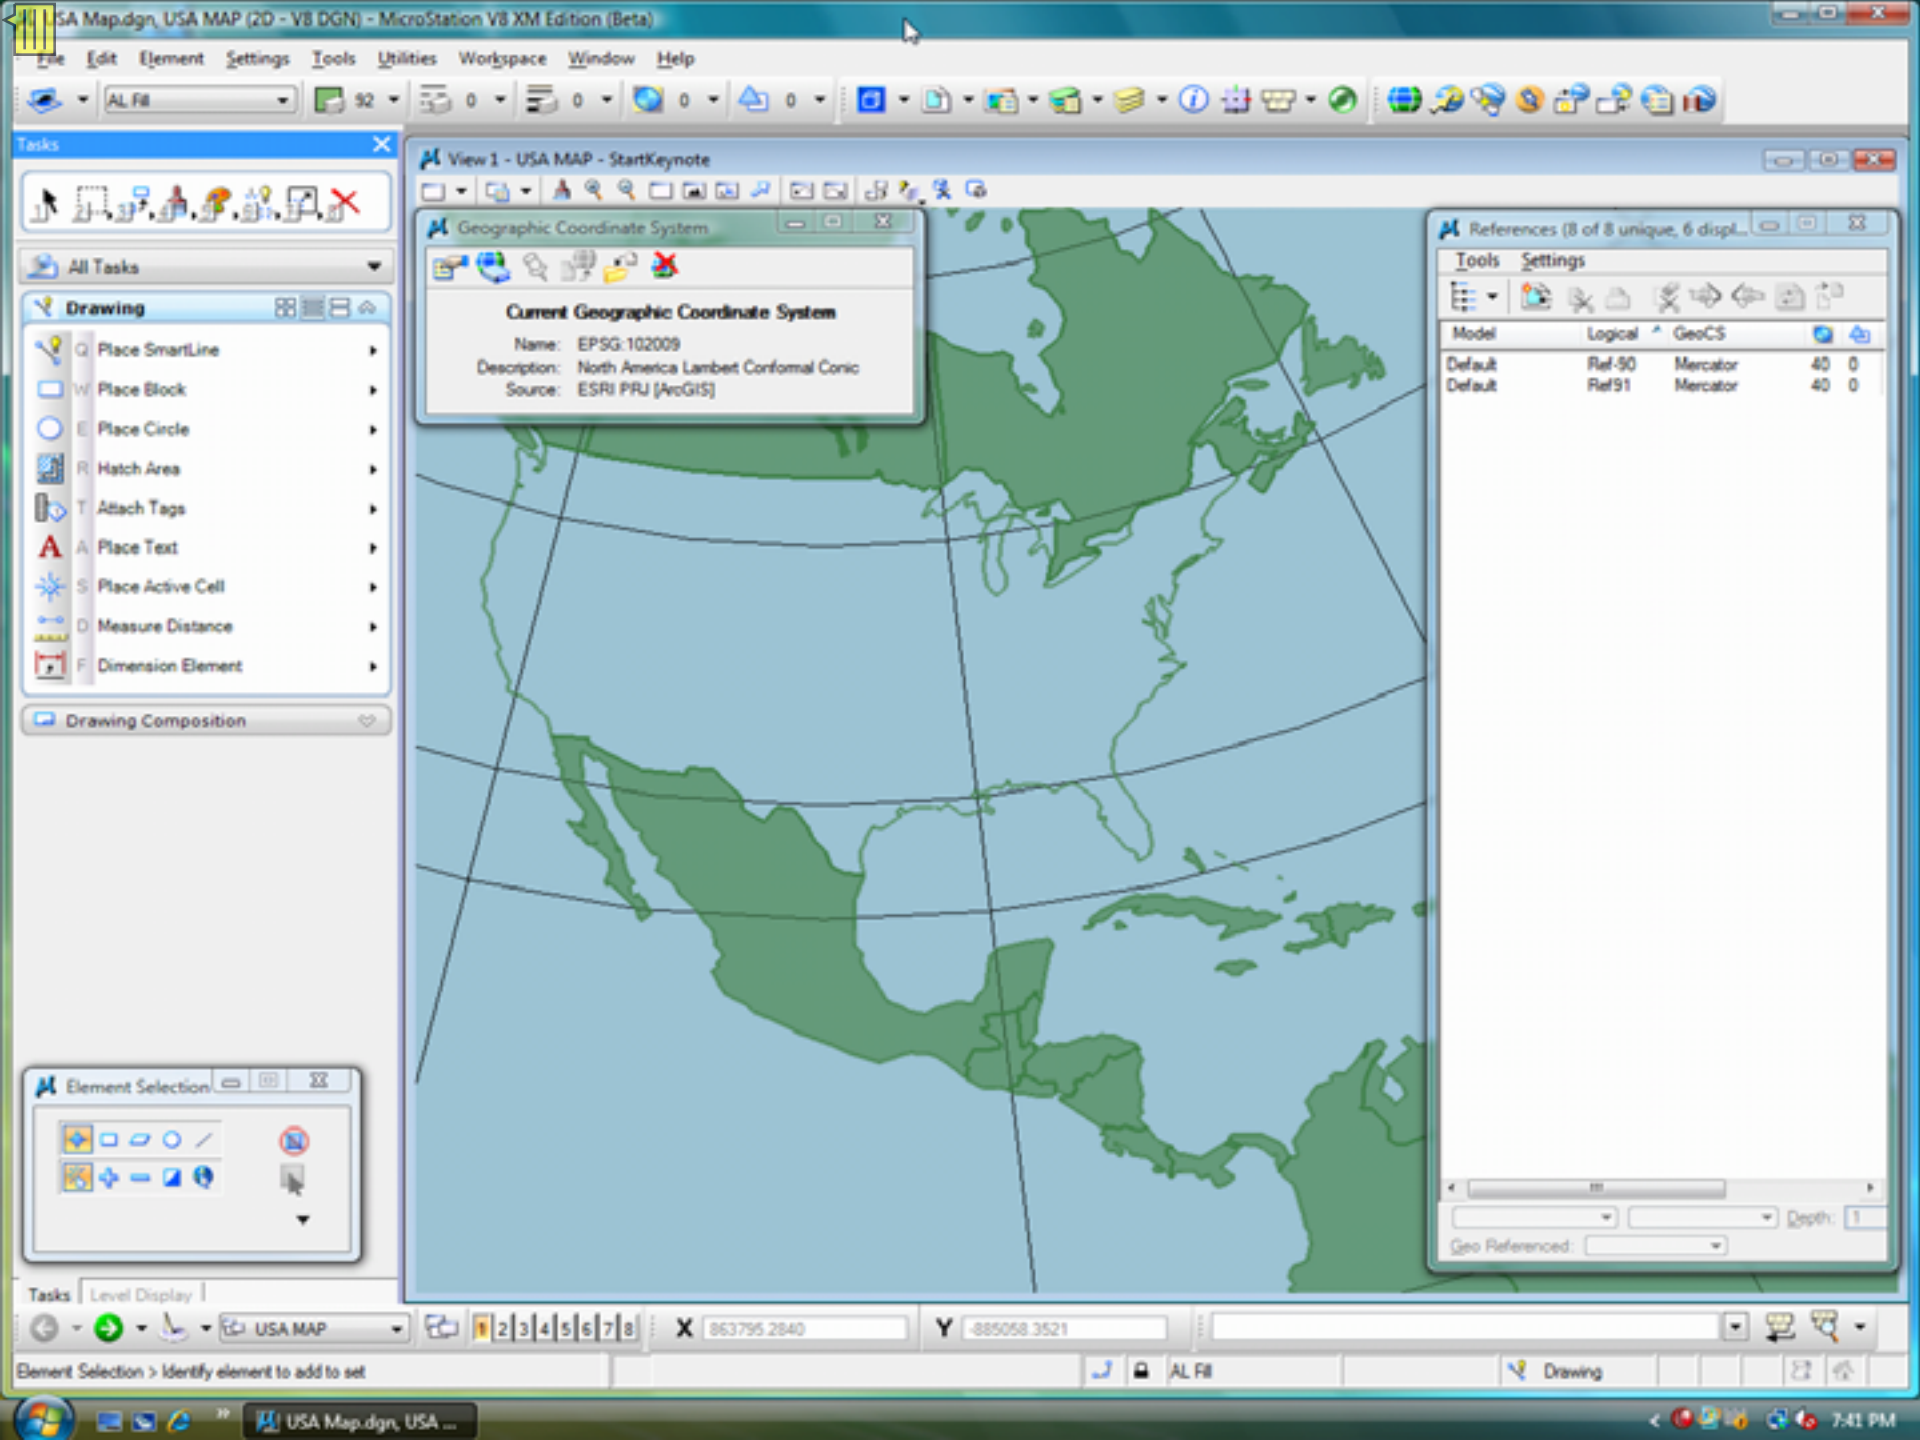 USA Map.dgn, USA MAP (2D - V8 DGN) - MicroStation V8 XM Edition (Beta)
File Edit Element Settings Tools Utilities Workspace Window Help
AL Fill 92 0 0 0 0
Tasks
View 1 - USA MAP - StartKeynote
All Tasks
Drawing
Q Place SmartLine
W Place Block
E Place Circle
R Hatch Area
T Attach Tags
A Place Text
S Place Active Cell
D Measure Distance
F Dimension Element
Drawing Composition
Geographic Coordinate System
Current Geographic Coordinate System
Name: EPSG:102009
Description: North America Lambert Conformal Conic
Source: ESRI PRJ [ArcGIS]
References (8 of 8 unique, 6 displ...
Tools Settings
Model Logical GeoCS
Default Ref-90 Mercator 40 0
Default Ref91 Mercator 40 0
Depth: 1
Geo Referenced:
Element Selection
Tasks Level Display
USA MAP 1 2 3 4 5 6 7 8 X 863795.2840 Y -885058.3521
Element Selection > Identify element to add to set AL Fill Drawing
USA Map.dgn, USA ... 7:41 PM